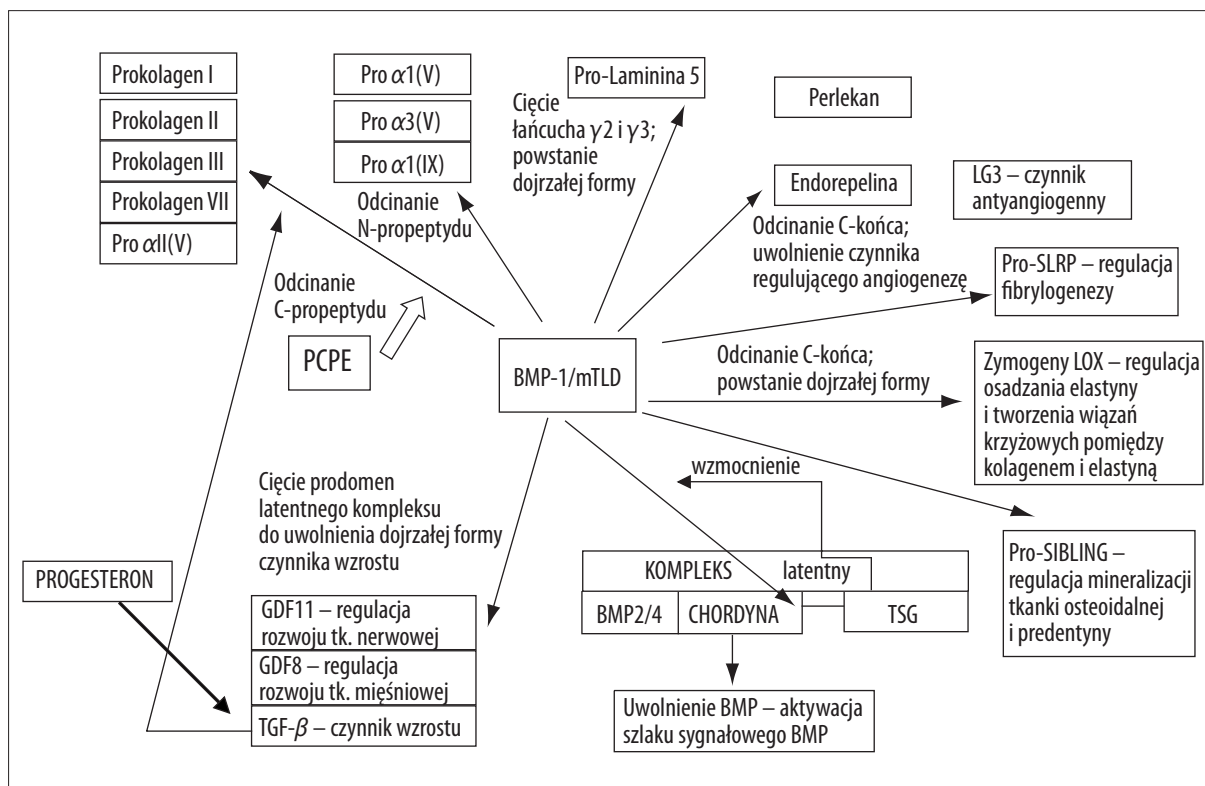 Prokolagen I
Prokolagen II
Prokolagen III
Prokolagen VII
Pro αII(V)
Pro α1(V)
Pro α3(V)
Pro α1(IX)
Odcinanie
N-propeptydu
Pro-Laminina 5
Cięcie
łańcucha γ2 i γ3;
powstanie
dojrzałej formy
Perlekan
Endorepelina
LG3 – czynnik
antyangiogenny
Odcinanie C-końca;
uwolnienie czynnika
regulującego angiogenezę
Pro-SLRP – regulacja
fibrylogenezy
Odcinanie
C-propeptydu
PCPE
BMP-1/mTLD
Odcinanie C-końca;
powstanie dojrzałej formy
Zymogeny LOX – regulacja
osadzania elastyny
i tworzenia wiązań
krzyżowych pomiędzy
kolagenem i elastyną
wzmocnienie
Cięcie prodomen
latentnego kompleksu
do uwolnienia dojrzałej formy
czynnika wzrostu
Pro-SIBLING –
regulacja mineralizacji
tkanki osteoidalnej
i predentyny
KOMPLEKS latentny
BMP2/4 CHORDYNA TSG
PROGESTERON
GDF11 – regulacja
rozwoju tk. nerwowej
GDF8 – regulacja
rozwoju tk. mięśniowej
TGF-β – czynnik wzrostu
Uwolnienie BMP – aktywacja
szlaku sygnałowego BMP